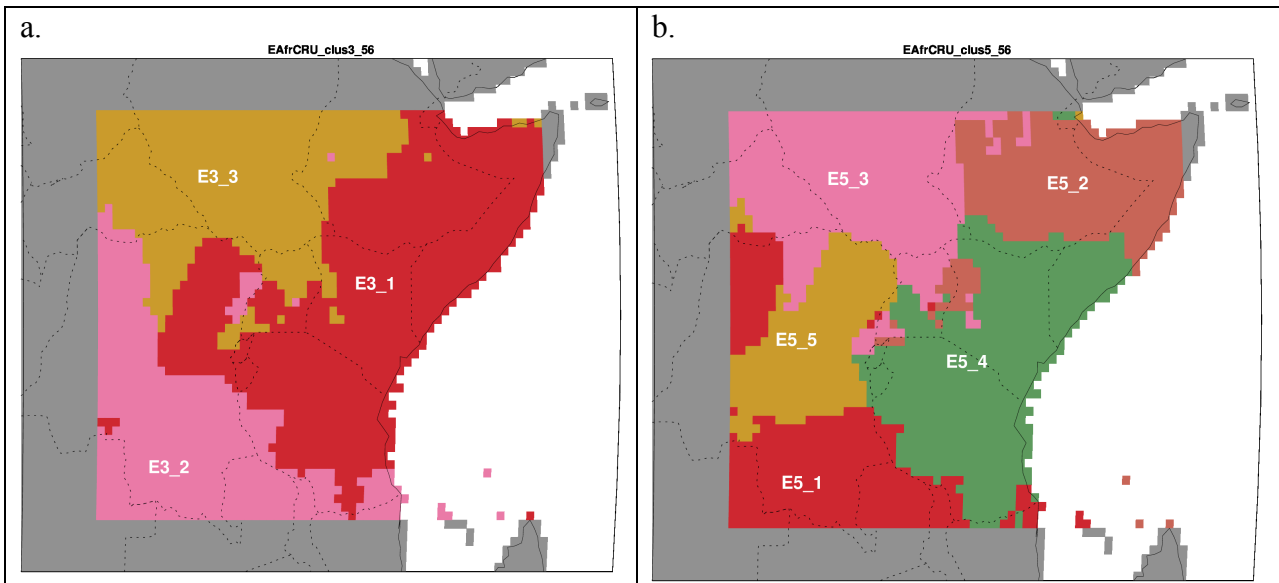 a.
EAfrCRU_clus3_56
E3_3
E3_1
E3_2
b.
EAfrCRU_clus5_56
E5_3
E5_2
E5_5
E5_4
E5_1